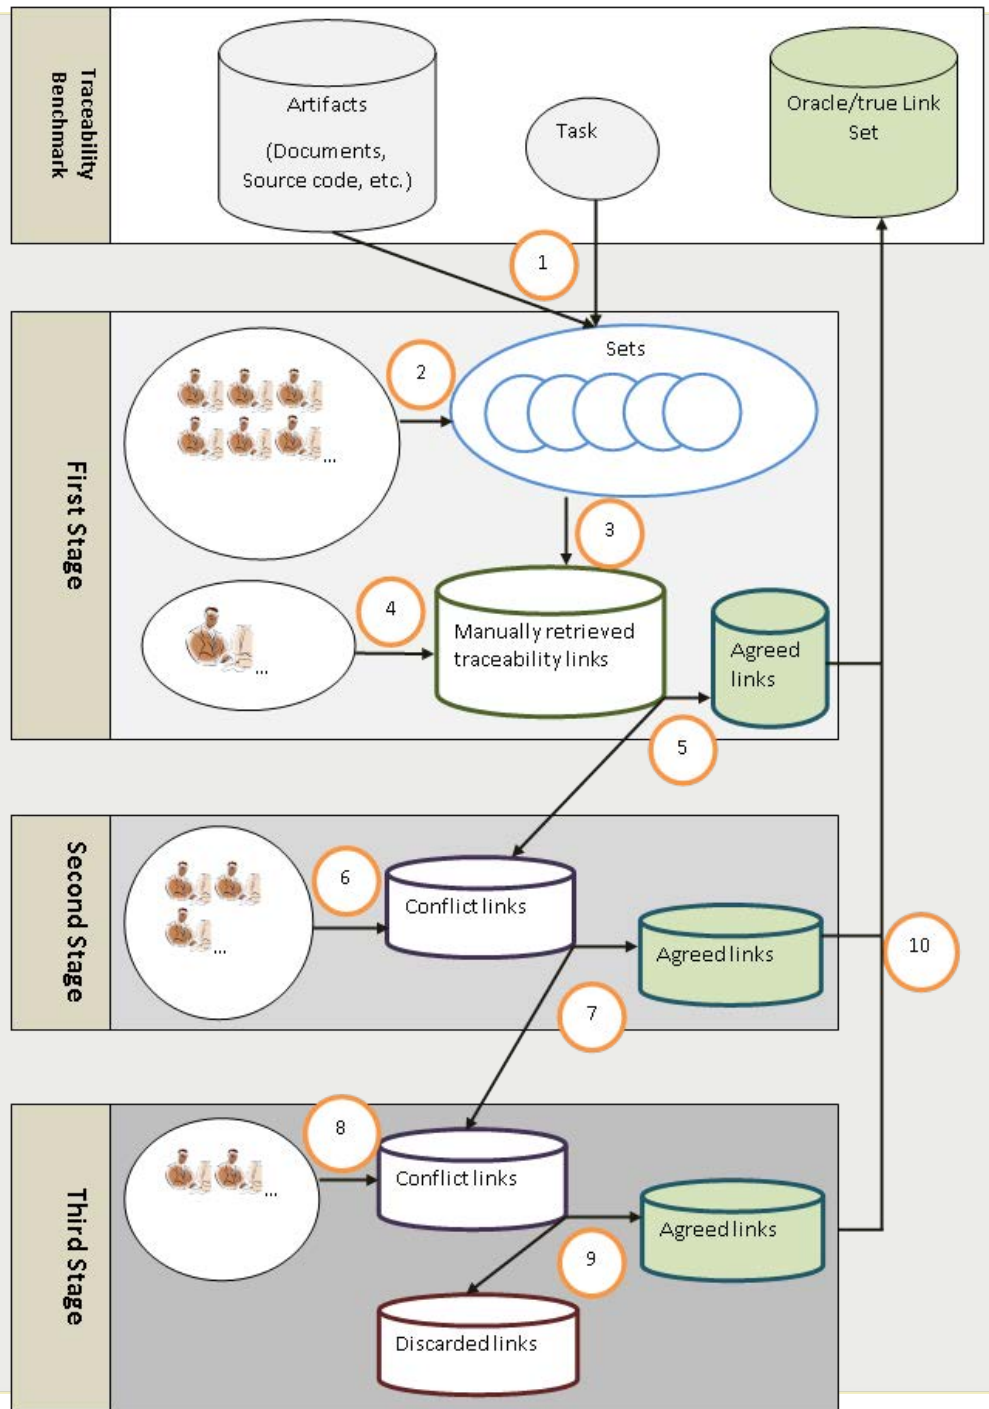 Traceability
Benchmark
Artifacts
(Documents,
Source code, etc.)
Task
Oracle/true Link
Set
1
First Stage
2
Sets
...
3
4
...
Manually retrieved
traceability links
Agreed
links
5
Second Stage
6
...
Conflict links
Agreed links
10
7
Third Stage
8
...
Conflict links
Agreed links
9
Discarded links